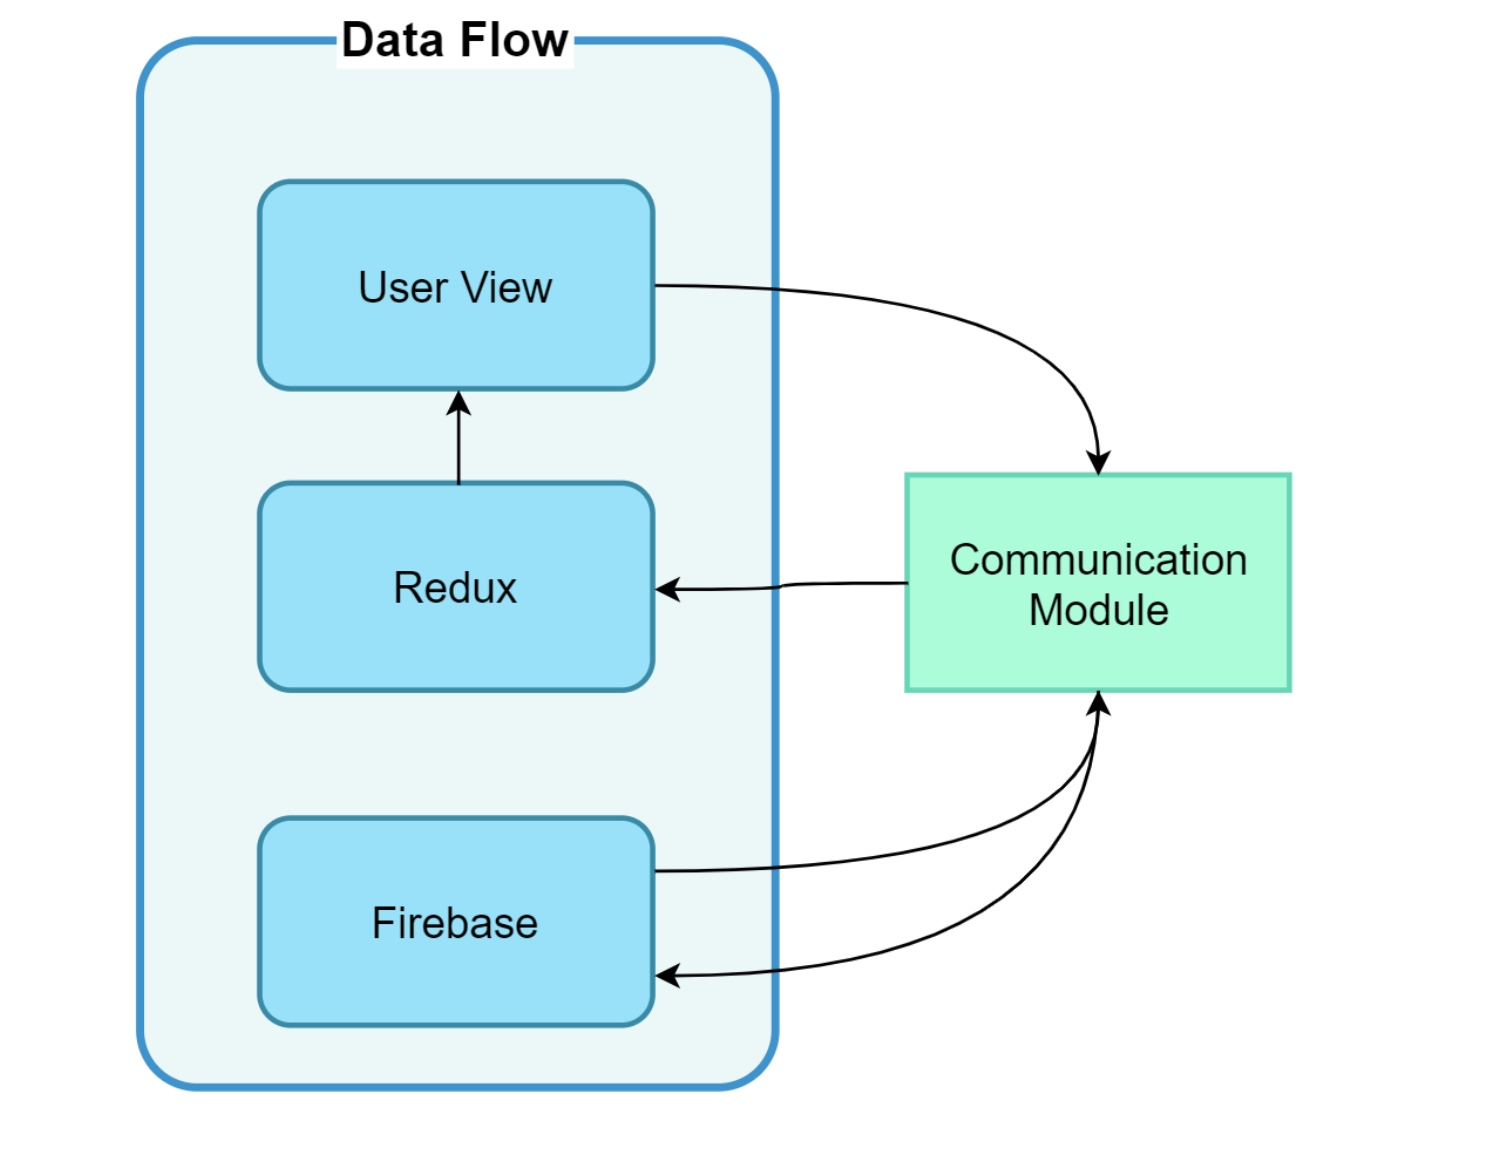 Data Flow
User View
Redux
Communication
Module
Firebase